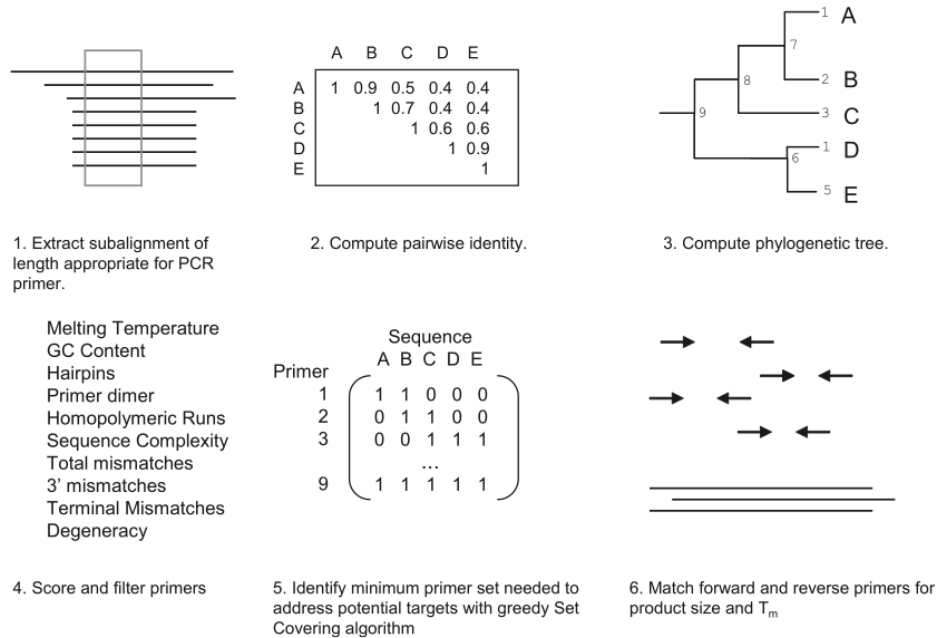 A B C D E
A 1 0.9 0.5 0.4 0.4
B 1 0.7 0.4 0.4
C 1 0.6 0.6
D 1 0.9
E 1
1 A
7
2 B
8
9
3 C
1 D
6
5 E
1. Extract subalignment of
length appropriate for PCR
primer.
2. Compute pairwise identity.
3. Compute phylogenetic tree.
Melting Temperature
GC Content
Hairpins
Primer dimer
Homopolymeric Runs
Sequence Complexity
Total mismatches
3' mismatches
Terminal Mismatches
Degeneracy
Sequence
A B C D E
Primer
1 1 1 0 0 0
2 0 1 1 0 0
3 0 0 1 1 1
...
9 1 1 1 1 1
4. Score and filter primers
5. Identify minimum primer set needed to
address potential targets with greedy Set
Covering algorithm
6. Match forward and reverse primers for
product size and Tm